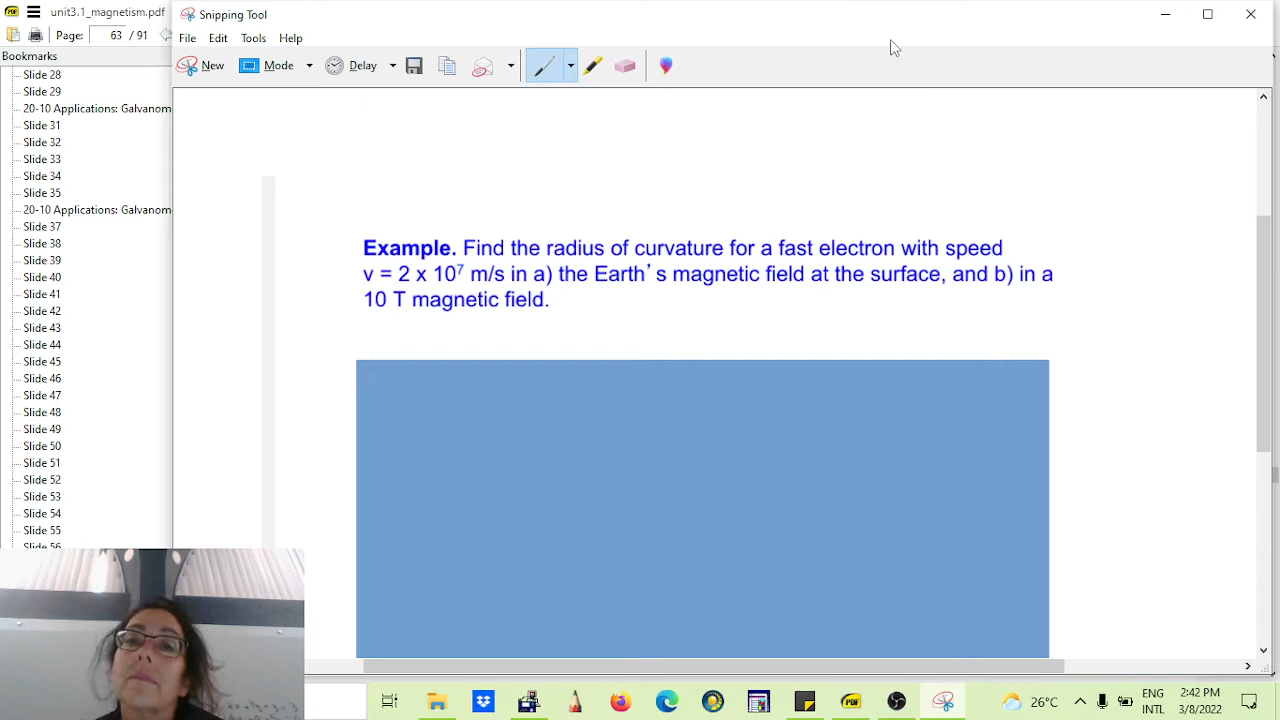 unit3.1_magnetism.pdf
Page: 63 / 91
Bookmarks
Slide 28
Slide 29
20-10 Applications: Galvanom
Slide 31
Slide 32
Slide 33
Slide 34
Slide 35
20-10 Applications: Galvanom
Slide 37
Slide 38
Slide 39
Slide 40
Slide 41
Slide 42
Slide 43
Slide 44
Slide 45
Slide 46
Slide 47
Slide 48
Slide 49
Slide 50
Slide 51
Slide 52
Slide 53
Slide 54
Slide 55
Slide 56
Snipping Tool
File Edit Tools Help
New Mode Delay
Example. Find the radius of curvature for a fast electron with speed
v = 2 x 10⁷ m/s in a) the Earth’s magnetic field at the surface, and b) in a
10 T magnetic field.
26°C
ENG
INTL
2:42 PM
3/8/2022